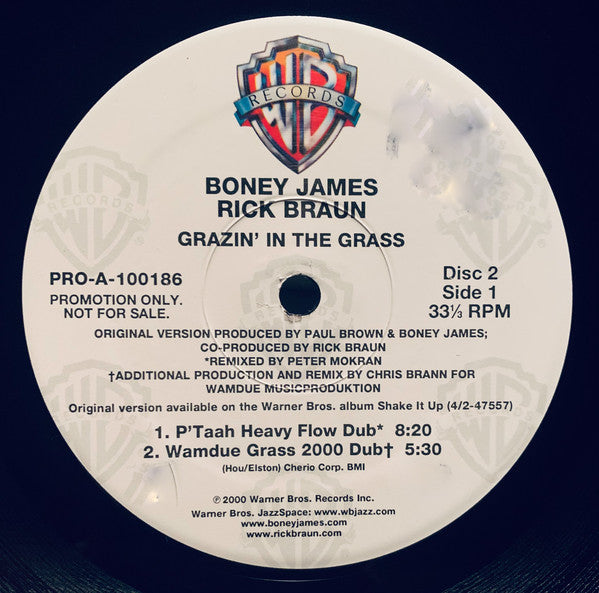 WB
RECORDS
BONEY JAMES
RICK BRAUN
GRAZIN' IN THE GRASS
PRO-A-100186
PROMOTION ONLY.
NOT FOR SALE.
Disc 2
Side 1
33⅓ RPM
ORIGINAL VERSION PRODUCED BY PAUL BROWN & BONEY JAMES;
CO-PRODUCED BY RICK BRAUN
*REMIXED BY PETER MOKRAN
†ADDITIONAL PRODUCTION AND REMIX BY CHRIS BRANN FOR
WAMDUE MUSICPRODUKTION
Original version available on the Warner Bros. album Shake It Up (4/2-47557)
1. P'Taah Heavy Flow Dub* 8:20
2. Wamdue Grass 2000 Dub† 5:30
(Hou/Elston) Cherio Corp. BMI
℗ 2000 Warner Bros. Records Inc.
Warner Bros. JazzSpace: www.wbjazz.com
www.boneyjames.com
www.rickbraun.com